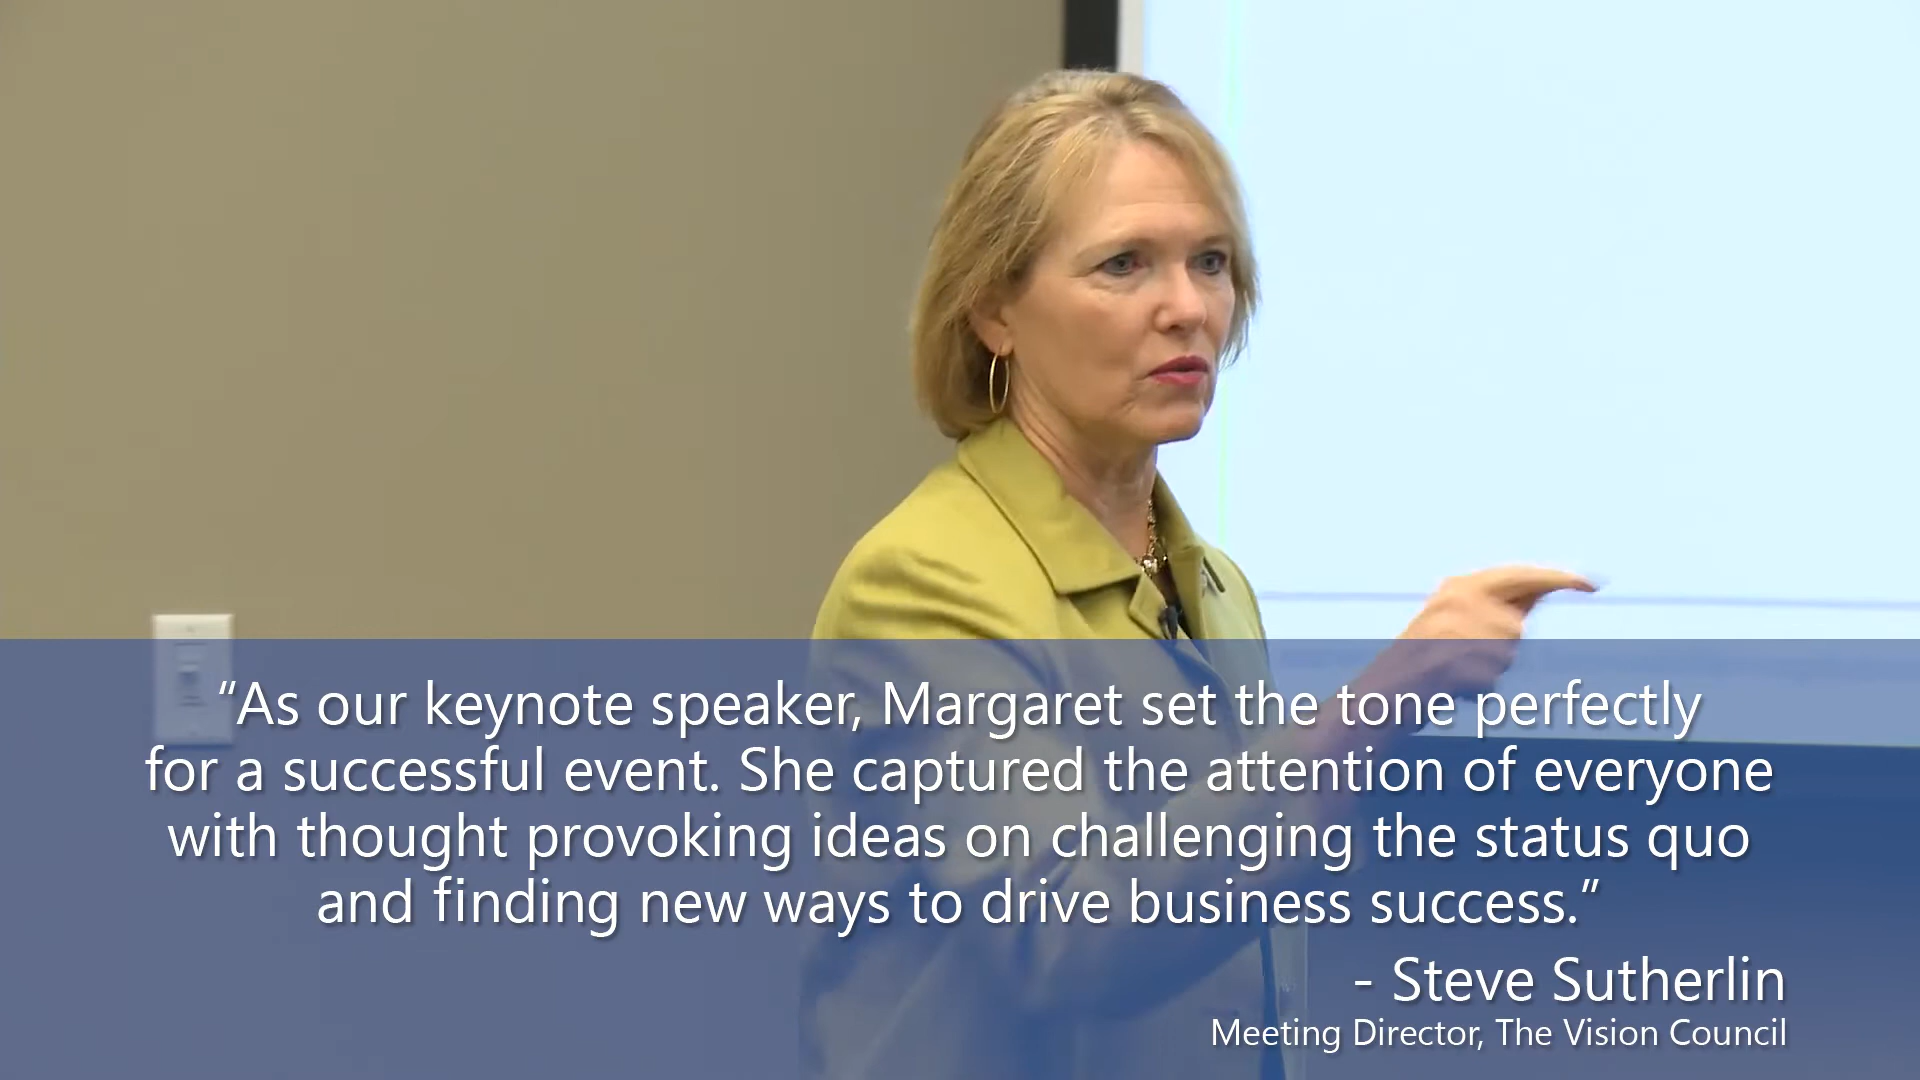 “As our keynote speaker, Margaret set the tone perfectly
for a successful event. She captured the attention of everyone
with thought provoking ideas on challenging the status quo
and finding new ways to drive business success.”
- Steve Sutherlin
Meeting Director, The Vision Council